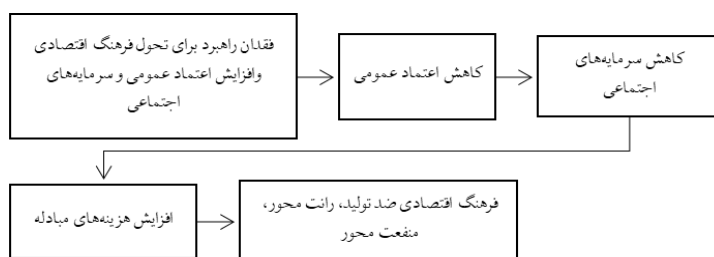 فقدان راهبرد برای تحول فرهنگ اقتصادی
وافزایش اعتماد عمومی و سرمایه‌های
اجتماعی
کاهش اعتماد عمومی
کاهش سرمایه‌های
اجتماعی
افزایش هزینه‌های مبادله
فرهنگ اقتصادی ضد تولید، رانت محور،
منفعت محور